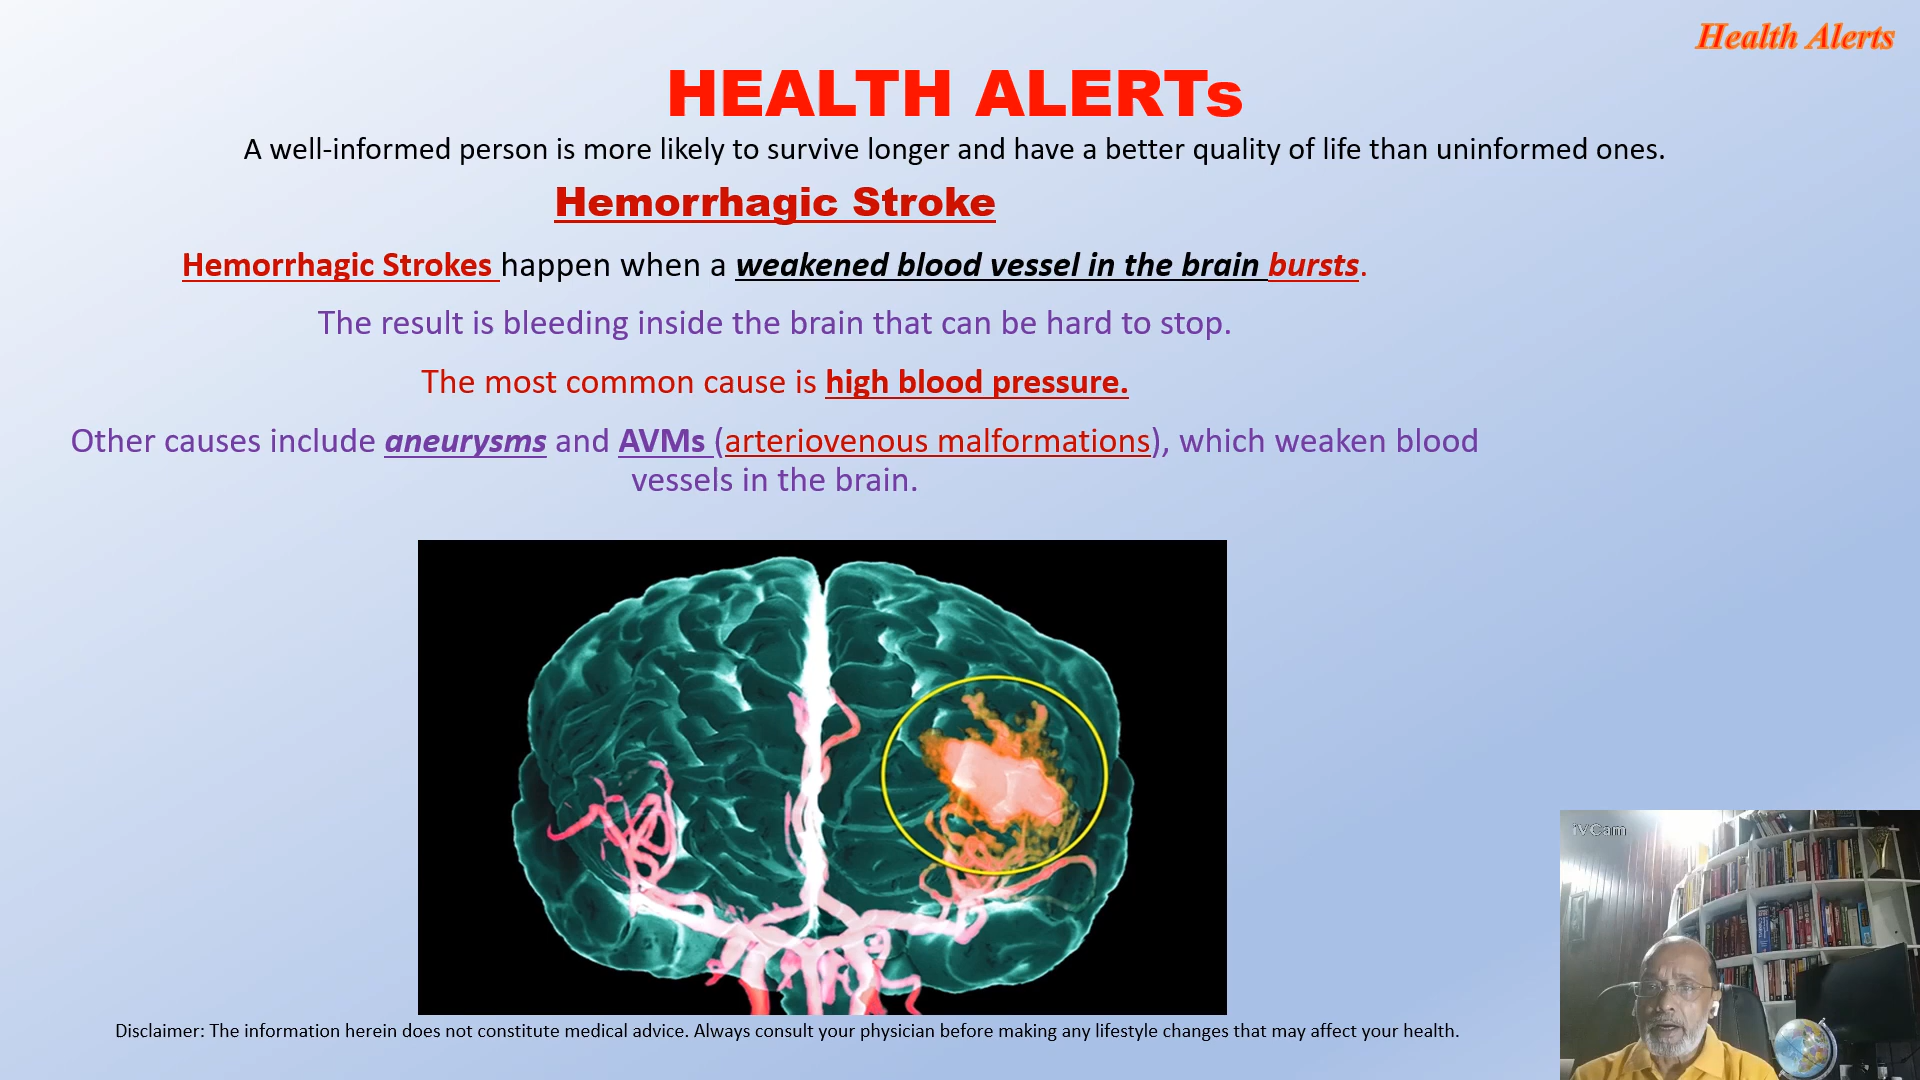 Health Alerts
HEALTH ALERTs
A well-informed person is more likely to survive longer and have a better quality of life than uninformed ones.
Hemorrhagic Stroke
Hemorrhagic Strokes happen when a weakened blood vessel in the brain bursts.
The result is bleeding inside the brain that can be hard to stop.
The most common cause is high blood pressure.
Other causes include aneurysms and AVMs (arteriovenous malformations), which weaken blood
vessels in the brain.
iVCam
Disclaimer: The information herein does not constitute medical advice. Always consult your physician before making any lifestyle changes that may affect your health.